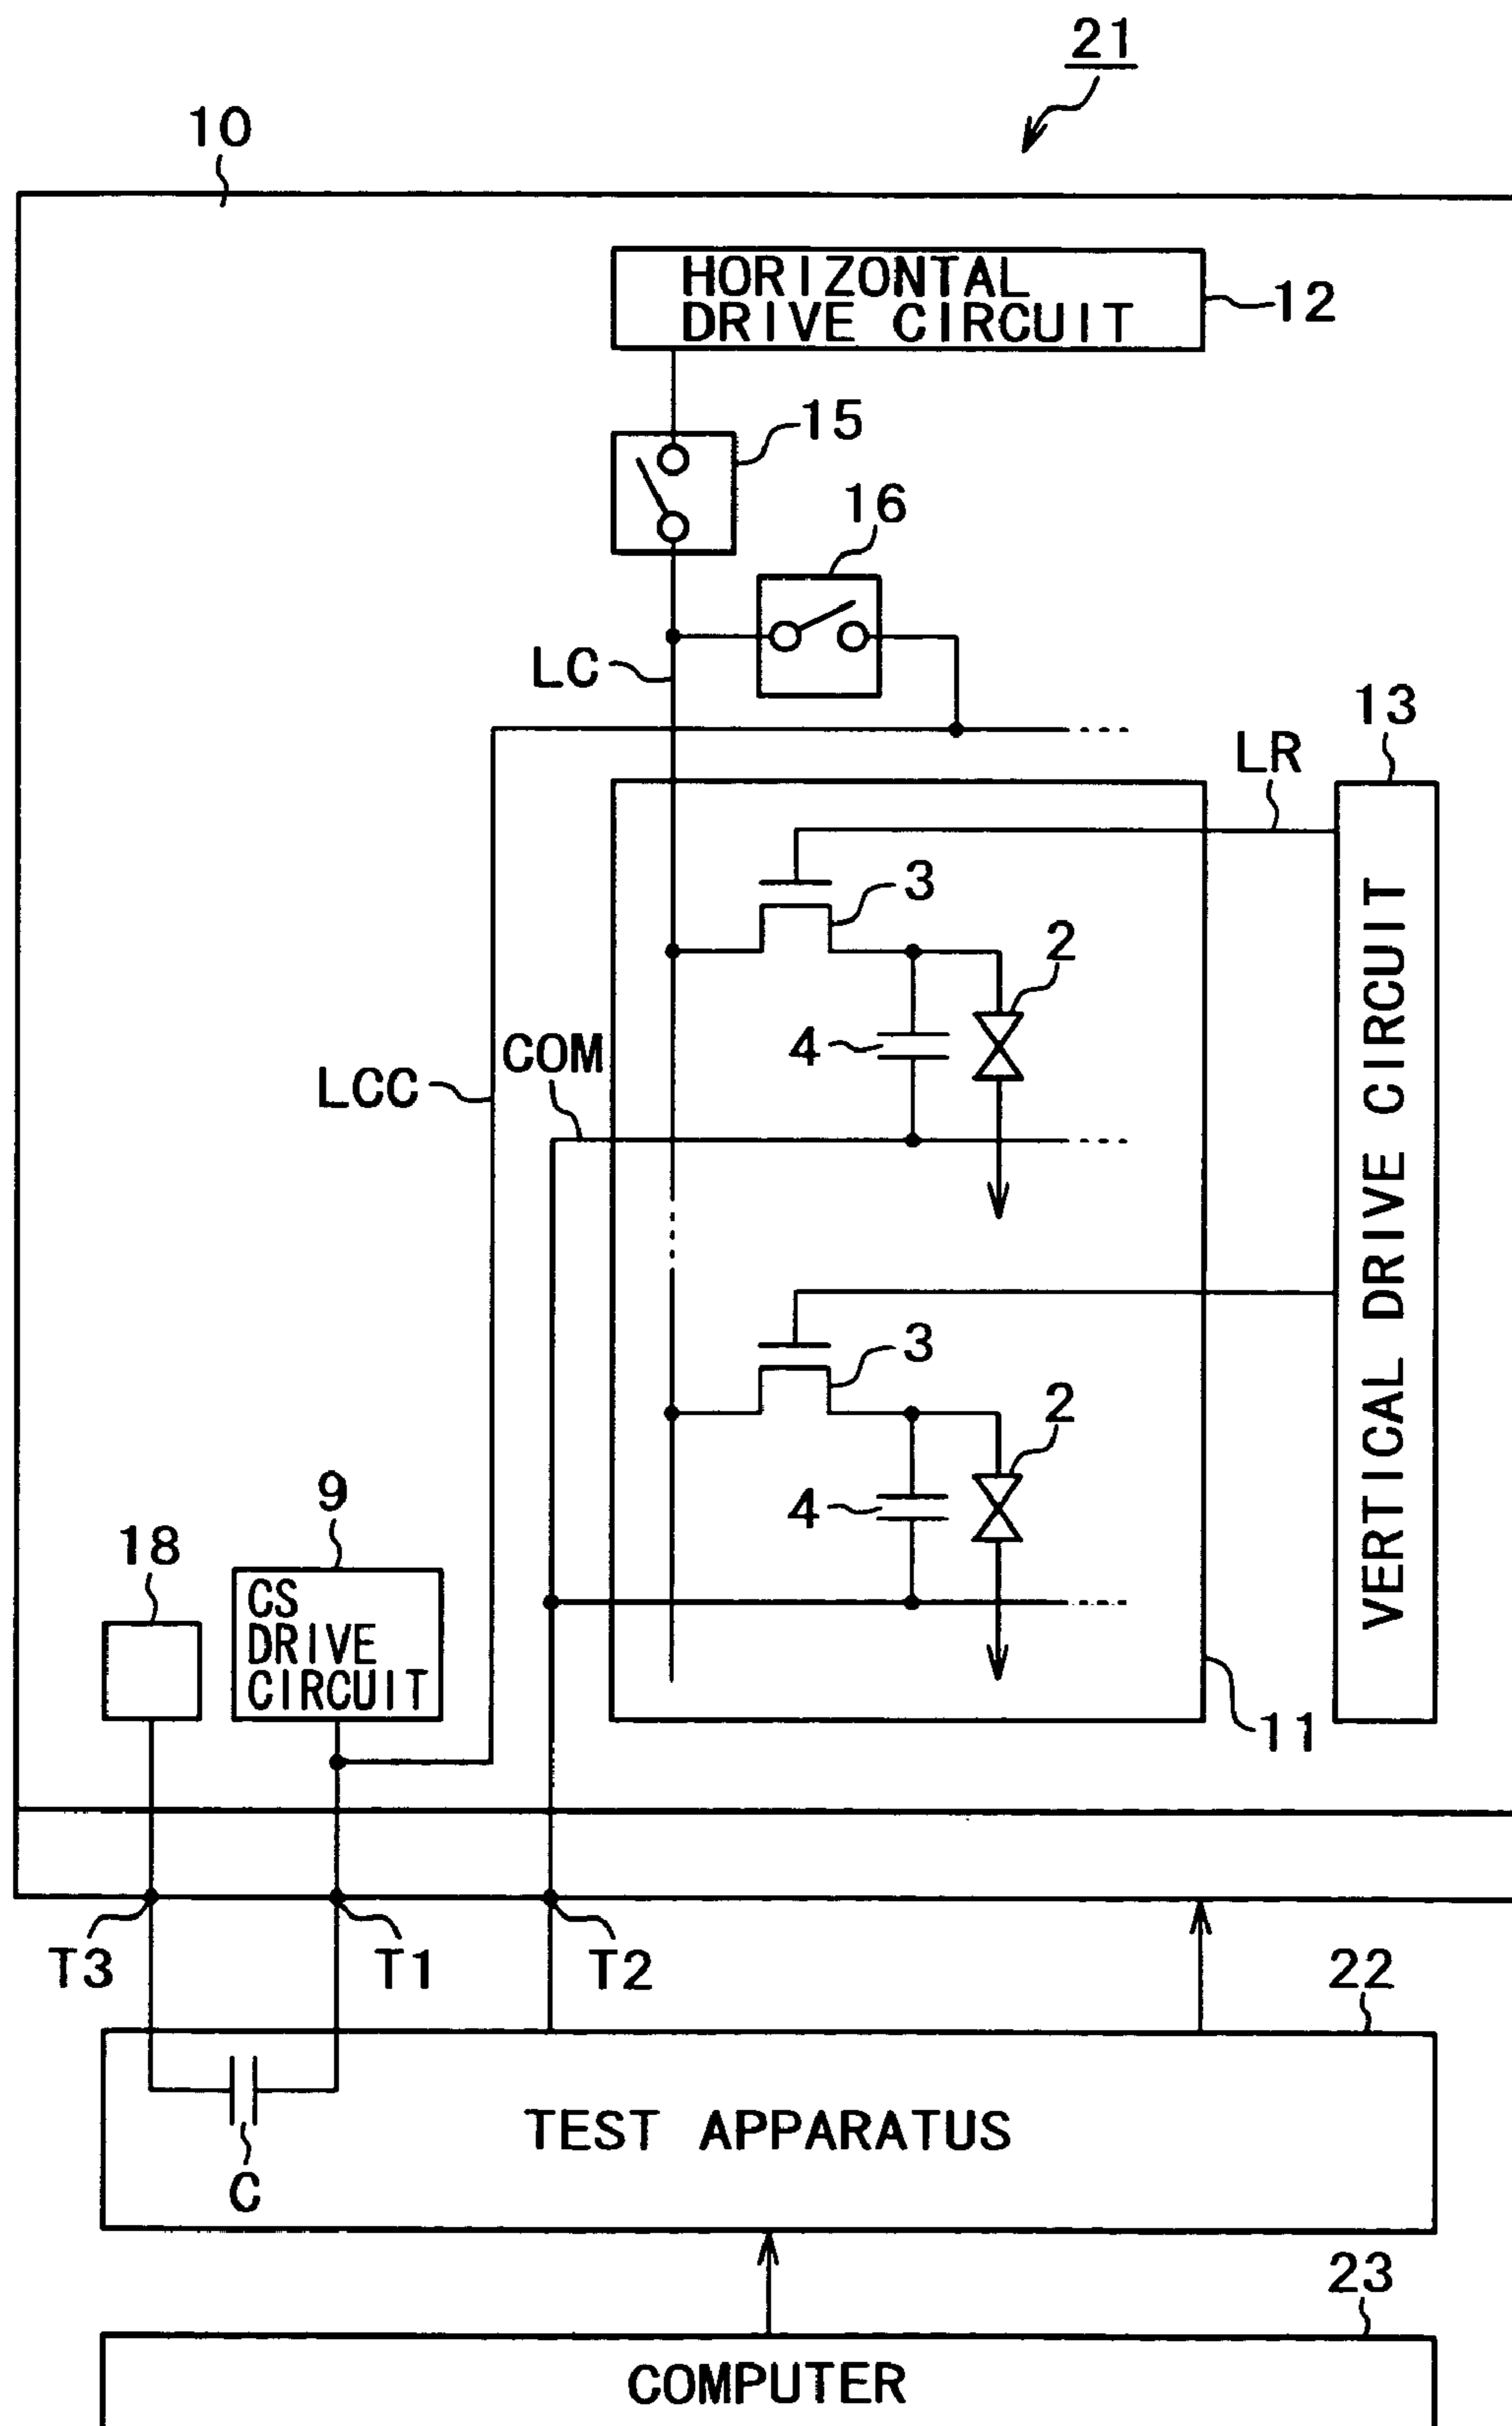 21
10
HORIZONTAL
DRIVE CIRCUIT
12
15
16
LC
13
LR
3
2
4
COM
LCC
VERTICAL DRIVE CIRCUIT
3
2
4
9
18
CS
DRIVE
CIRCUIT
11
T3
T1
T2
22
TEST APPARATUS
C
23
COMPUTER